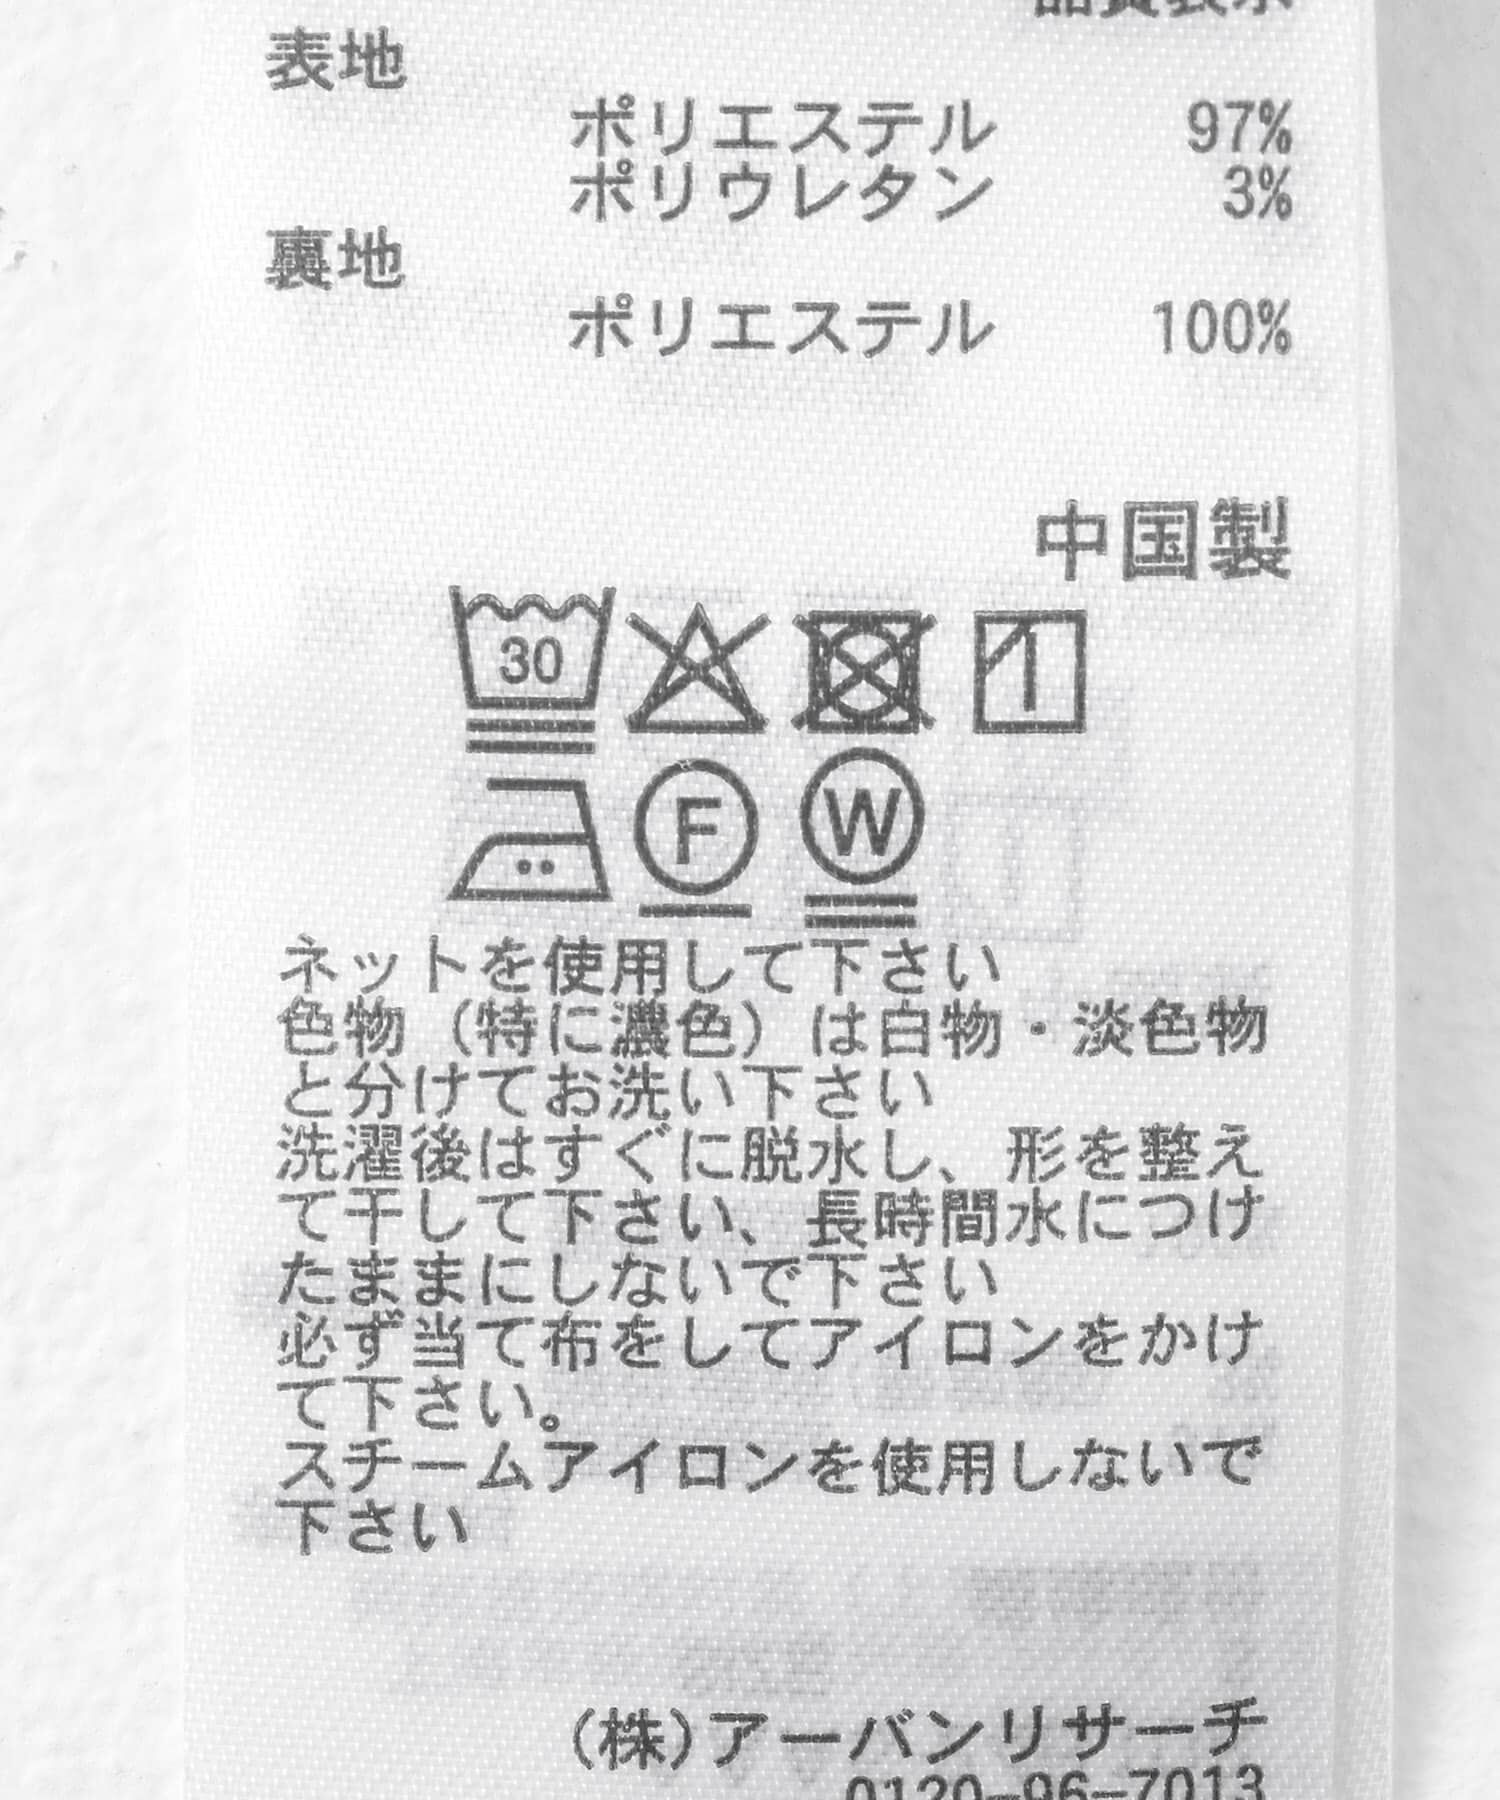 品質表示
表地
ポリエステル 97%
ポリウレタン 3%
裏地
ポリエステル 100%
中国製
30
F W
ネットを使用して下さい
色物（特に濃色）は白物・淡色物
と分けてお洗い下さい
洗濯後はすぐに脱水し、形を整え
て干して下さい、長時間水につけ
たままにしないで下さい
必ず当て布をしてアイロンをかけ
て下さい。
スチームアイロンを使用しないで
下さい
(株)アーバンリサーチ
0120-96-7013